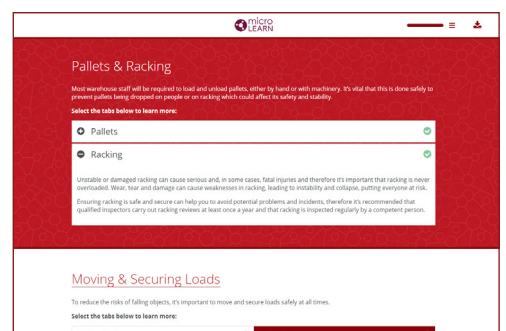 micro
LEARN
Pallets & Racking
Most warehouse staff will be required to load and unload pallets, either by hand or with machinery. It's vital that this is done safely to
prevent pallets being dropped on people or on racking which could affect its safety and stability.
Select the tabs below to learn more:
Pallets
Racking
Unstable or damaged racking can cause serious and, in some cases, fatal injuries and therefore it's important that racking is never
overloaded. Wear, tear and damage can cause weaknesses in racking, leading to instability and collapse, putting everyone at risk.
Ensuring racking is safe and secure can help you to avoid potential problems and incidents, therefore it's recommended that
qualified inspectors carry out racking reviews at least once a year and that racking is inspected regularly by a competent person.
Moving & Securing Loads
To reduce the risks of falling objects, it's important to move and secure loads safely at all times.
Select the tabs below to learn more: